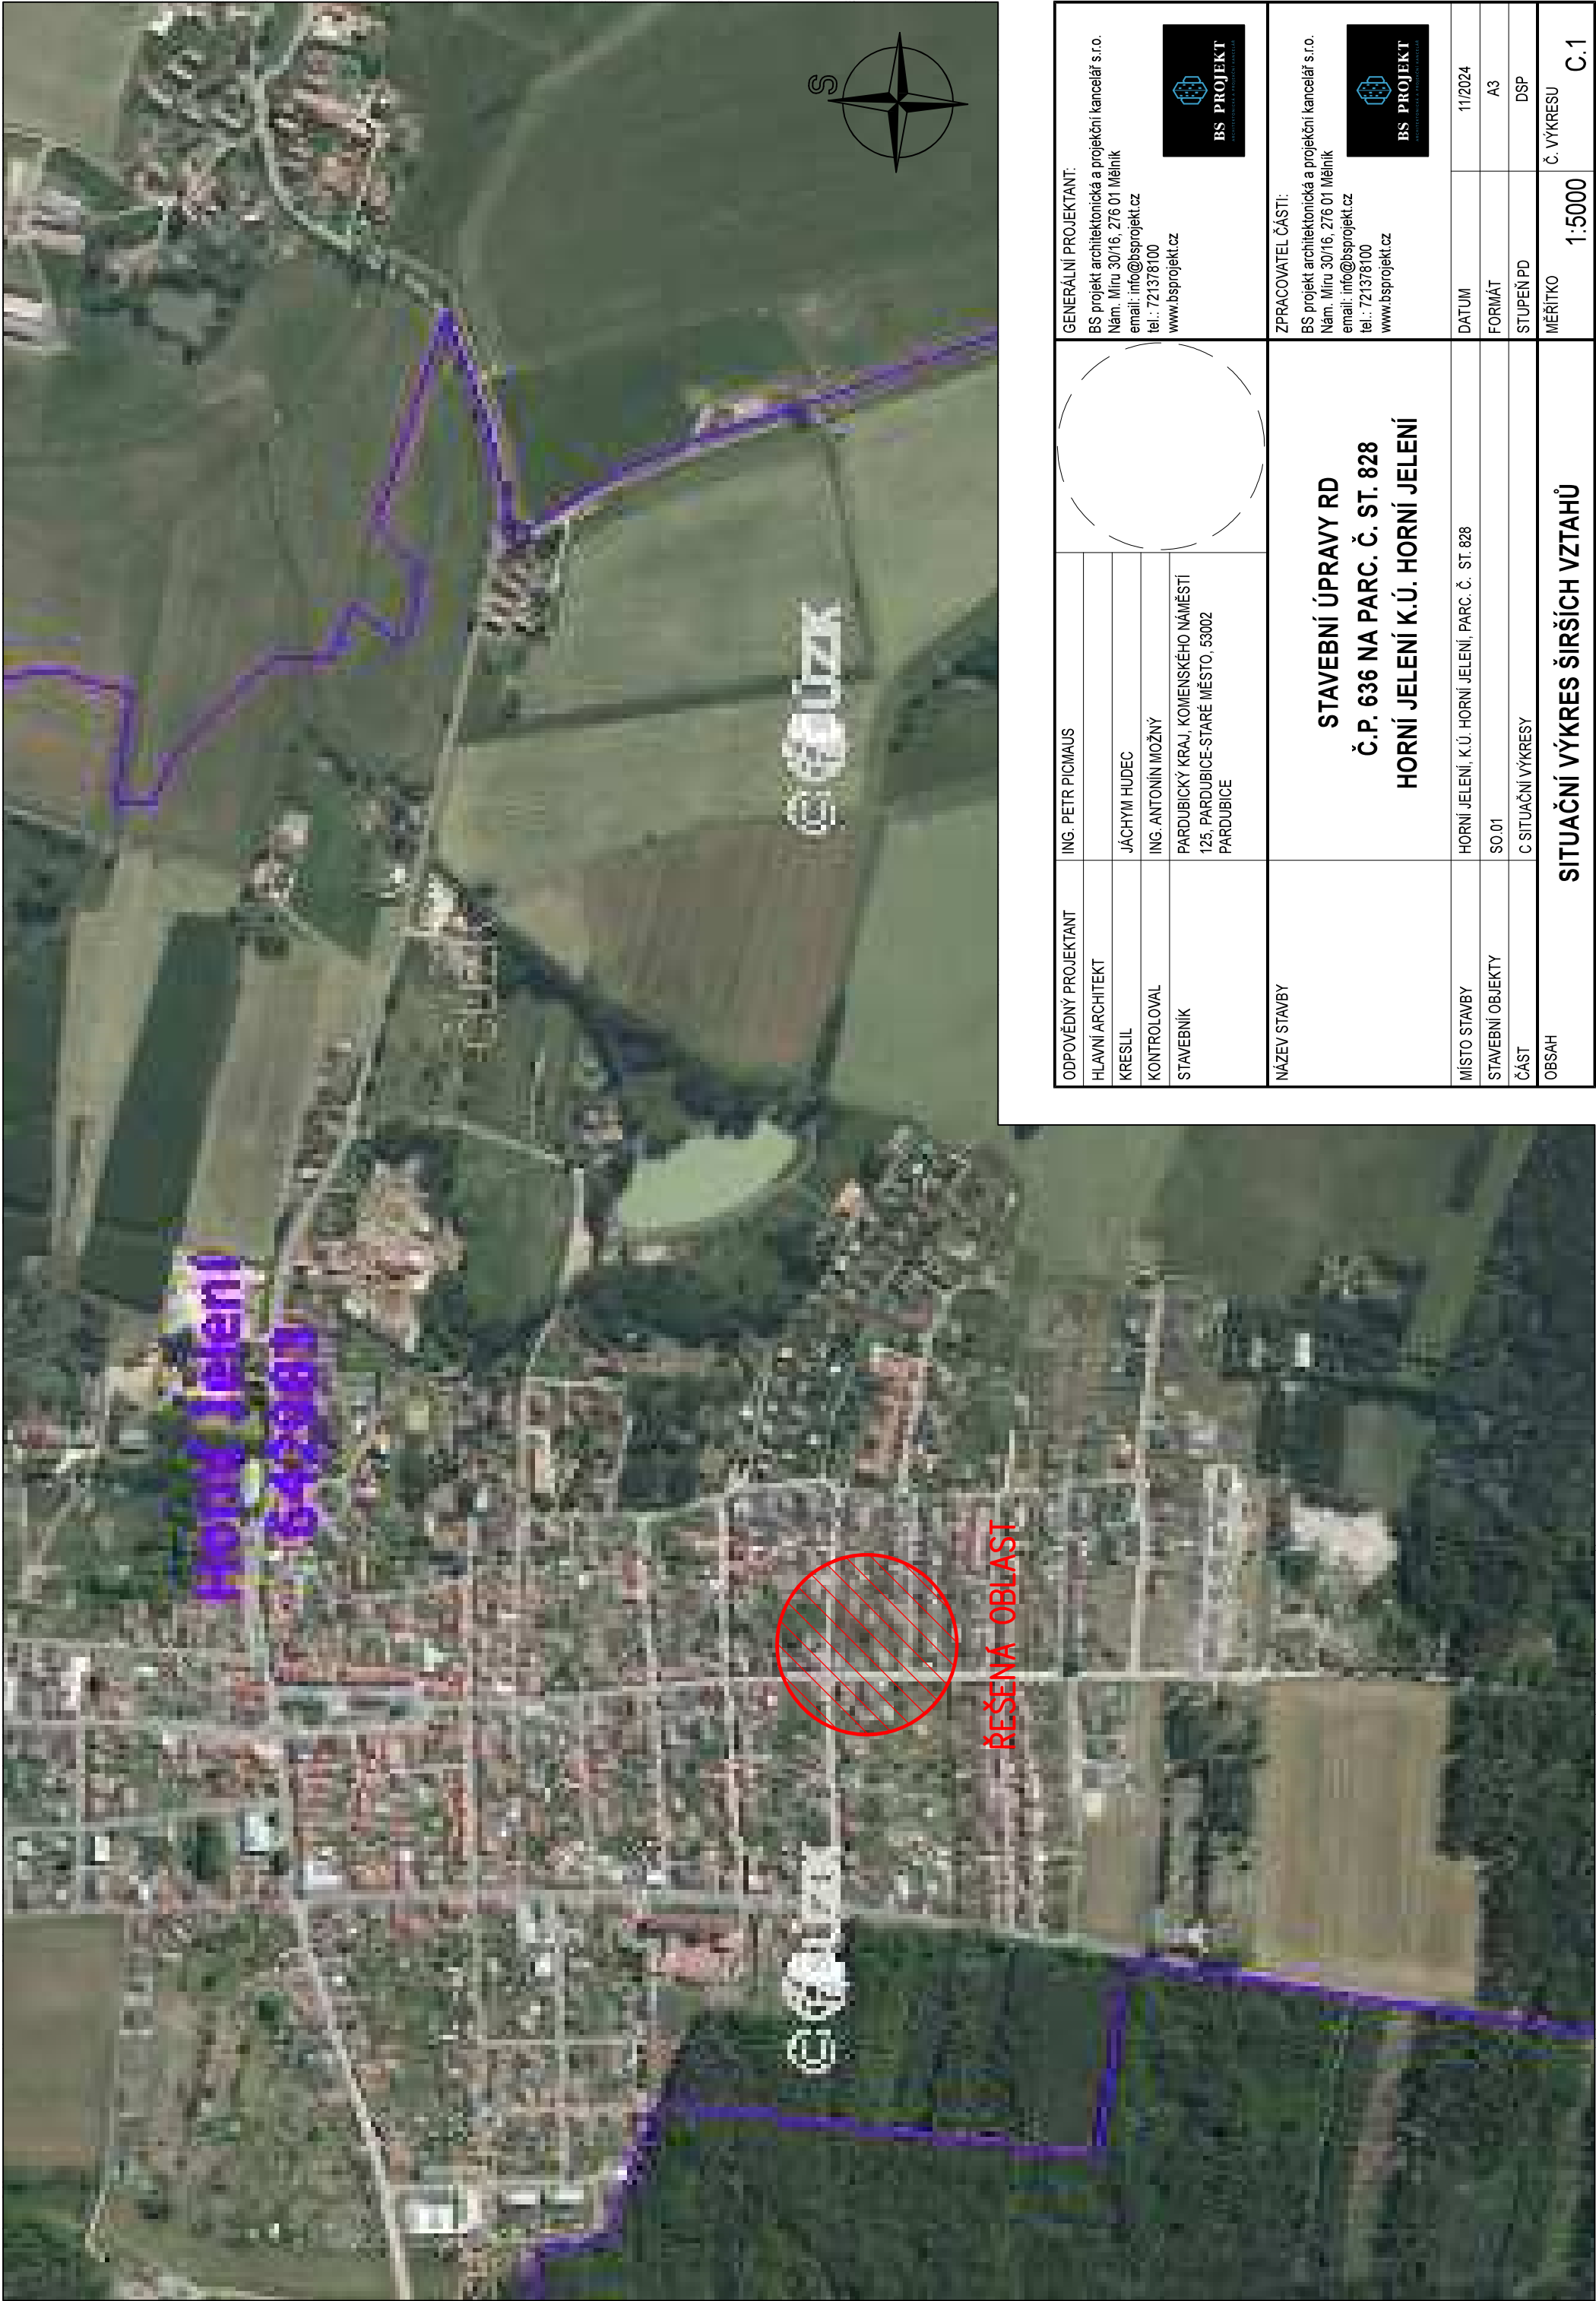 Horní Jelení
643581
© ČÚZK
© ČÚZK
ŘEŠENÁ OBLAST
S
ODPOVĚDNÝ PROJEKTANT ING. PETR PICMAUS
HLAVNÍ ARCHITEKT
KRESLIL JÁCHYM HUDEC
KONTROLOVAL ING. ANTONÍN MOŽNÝ
STAVEBNÍK PARDUBICKÝ KRAJ, KOMENSKÉHO NÁMĚSTÍ
125, PARDUBICE-STARÉ MĚSTO, 53002
PARDUBICE
GENERÁLNÍ PROJEKTANT:
BS projekt architektonická a projekční kancelář s.r.o.
Nám. Míru 30/16, 276 01 Mělník
email: info@bsprojekt.cz
tel.: 721378100
www.bsprojekt.cz
BS PROJEKT
NÁZEV STAVBY
STAVEBNÍ ÚPRAVY RD
Č.P. 636 NA PARC. Č. ST. 828
HORNÍ JELENÍ K.Ú. HORNÍ JELENÍ
ZPRACOVATEL ČÁSTI:
BS projekt architektonická a projekční kancelář s.r.o.
Nám. Míru 30/16, 276 01 Mělník
email: info@bsprojekt.cz
tel.: 721378100
www.bsprojekt.cz
BS PROJEKT
MÍSTO STAVBY HORNÍ JELENÍ, K.Ú. HORNÍ JELENÍ, PARC. Č. ST. 828
DATUM 11/2024
STAVEBNÍ OBJEKTY SO.01
FORMÁT A3
ČÁST C SITUAČNÍ VÝKRESY
STUPEŇ PD DSP
OBSAH
SITUAČNÍ VÝKRES ŠIRŠÍCH VZTAHŮ
MĚŘÍTKO
1:5000
Č. VÝKRESU
C.1